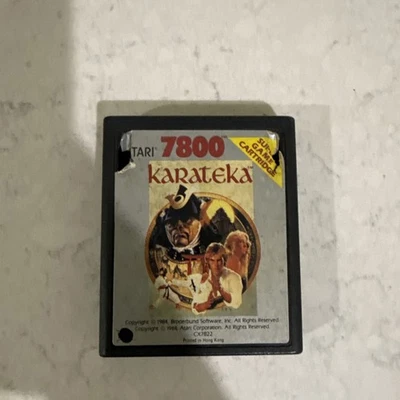 TARI 7800
SUPER
GAME
CARTRIDGE
KARATEKA
Copyright © 1984, Broderbund Software, Inc. All Rights Reserved.
Copyright © 1988, Atari Corporation. All Rights Reserved.
CX7822
Printed in Hong Kong